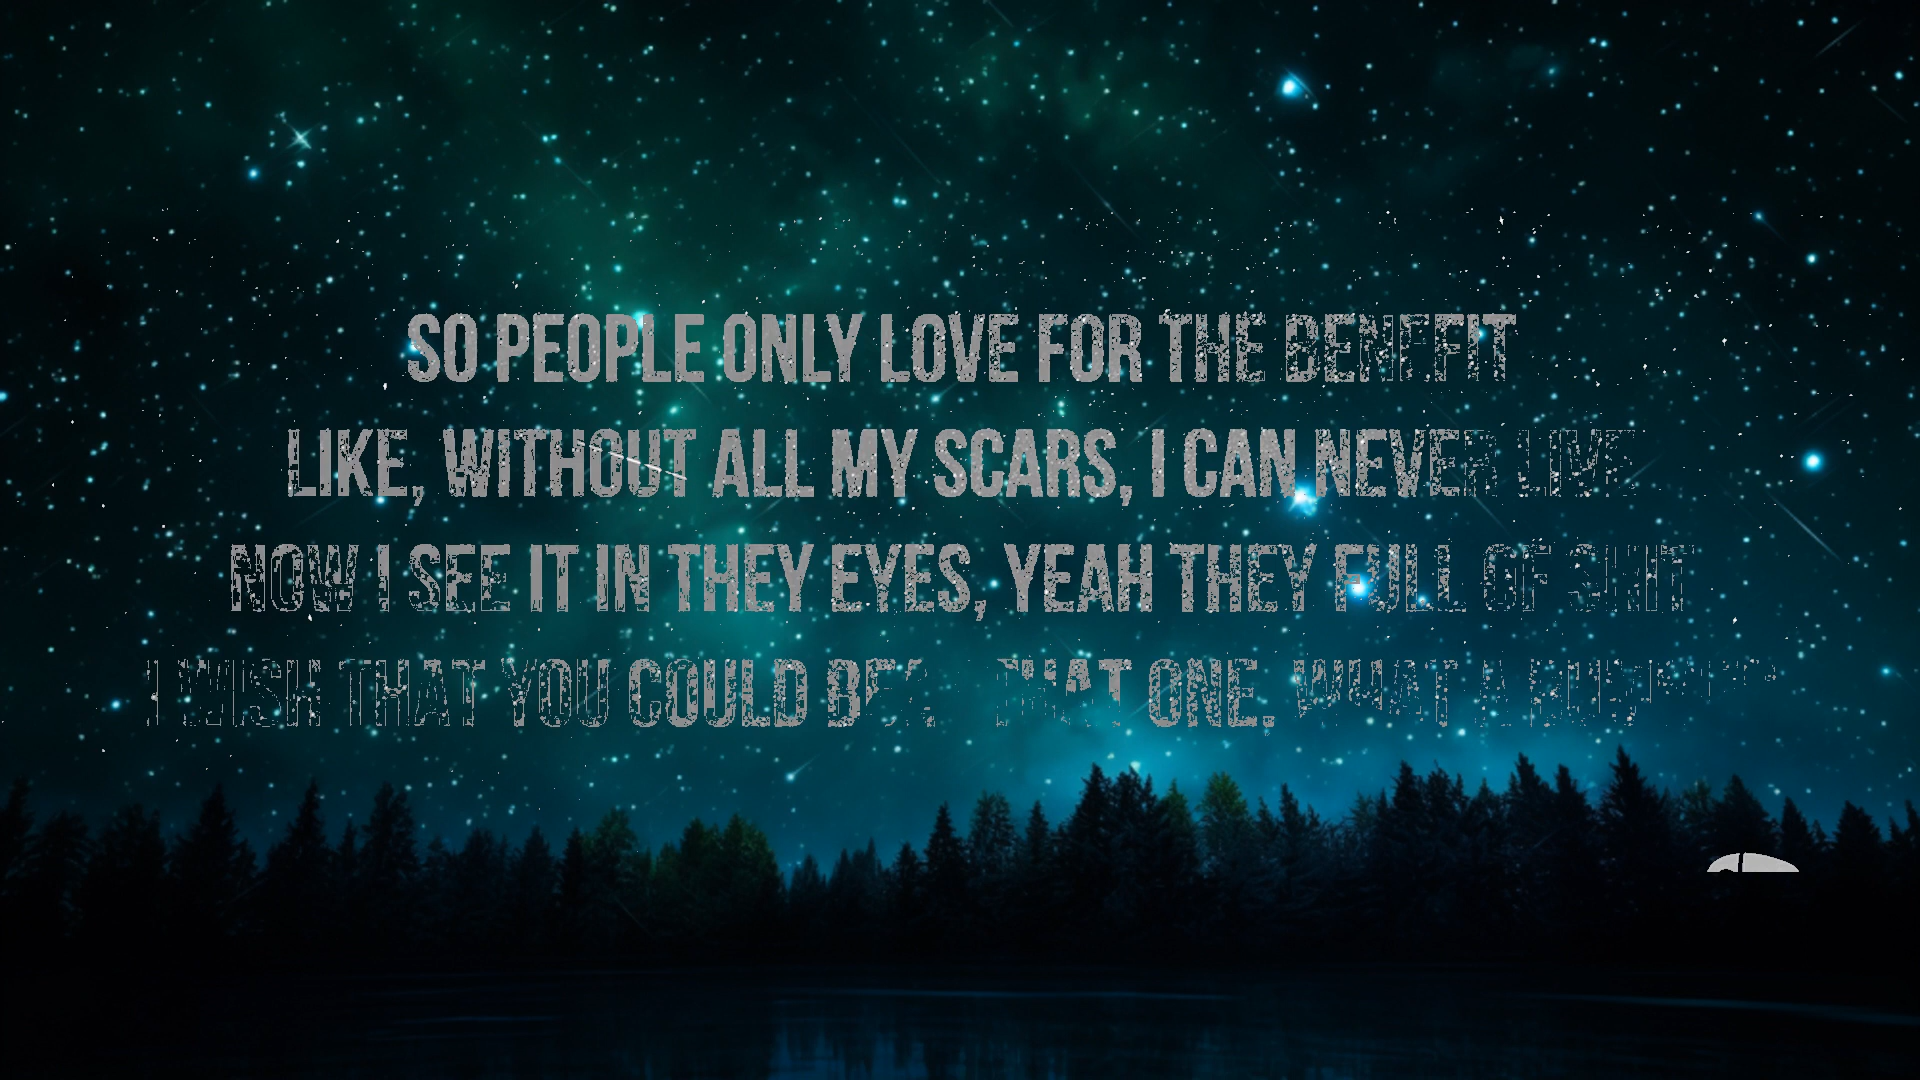 SO PEOPLE ONLY LOVE FOR THE BENEFIT
LIKE, WITHOUT ALL MY SCARS, I CAN NEVER LIVE
NOW I SEE IT IN THEY EYES, YEAH THEY FULL OF SHIT
I WISH THAT YOU COULD THAT ONE. WHAT A